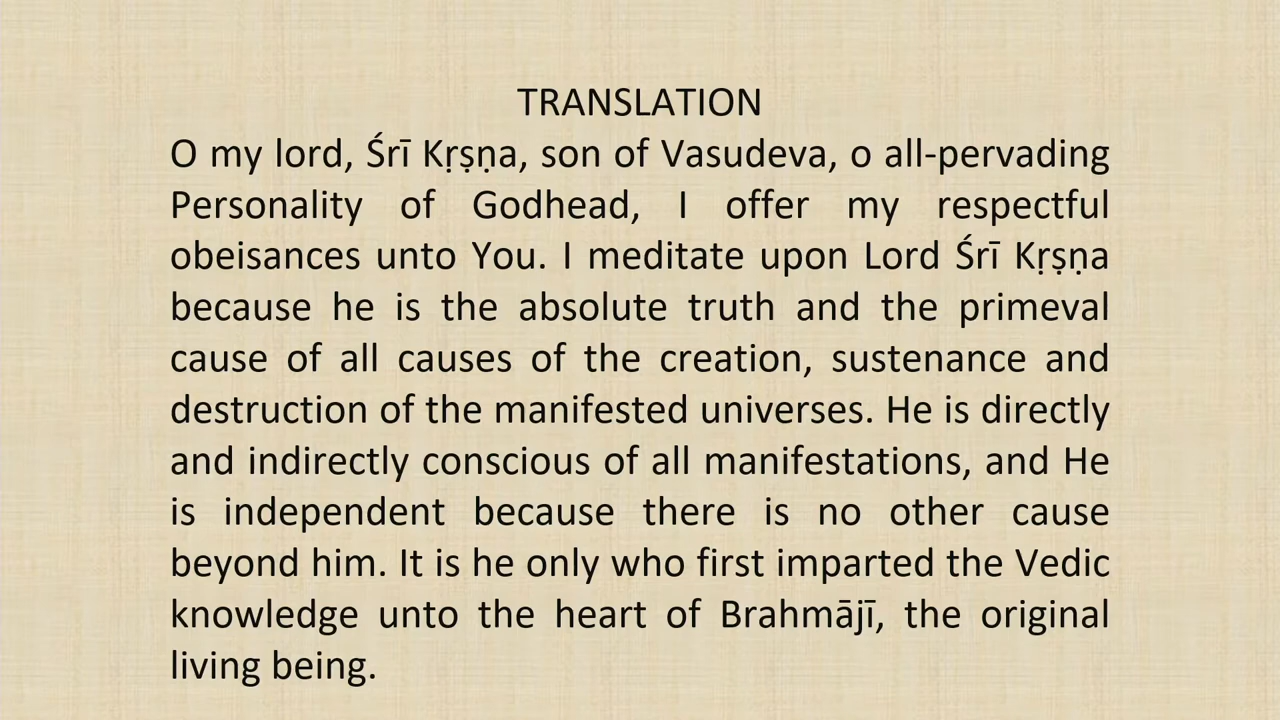 TRANSLATION
O my lord, Śrī Kṛṣṇa, son of Vasudeva, o all-pervading
Personality of Godhead, I offer my respectful
obeisances unto You. I meditate upon Lord Śrī Kṛṣṇa
because he is the absolute truth and the primeval
cause of all causes of the creation, sustenance and
destruction of the manifested universes. He is directly
and indirectly conscious of all manifestations, and He
is independent because there is no other cause
beyond him. It is he only who first imparted the Vedic
knowledge unto the heart of Brahmājī, the original
living being.